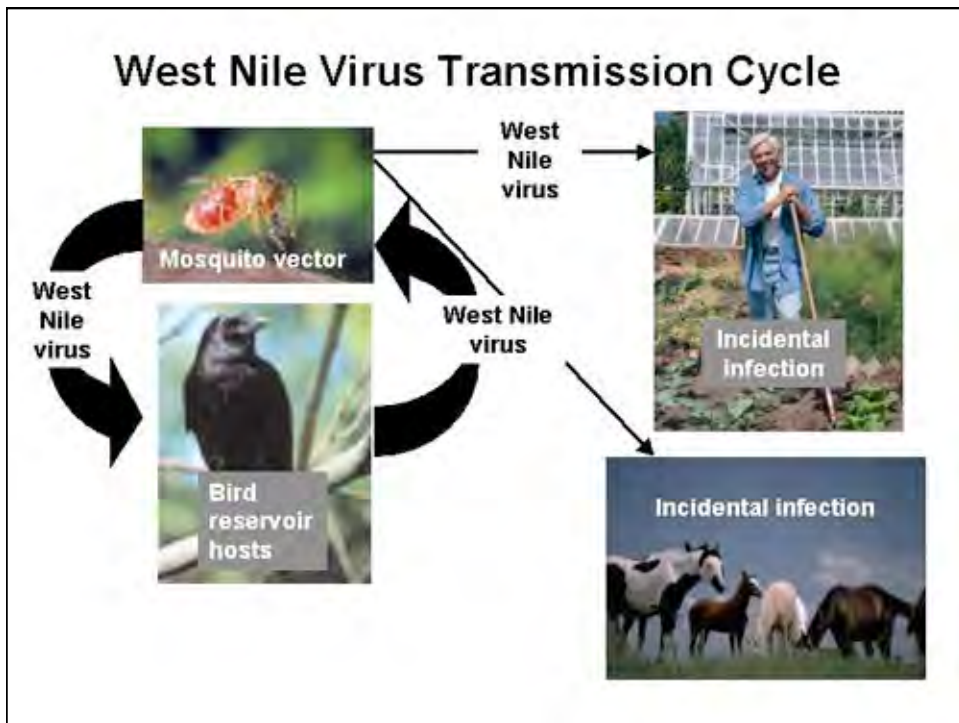 West Nile Virus Transmission Cycle
West
Nile
virus
Mosquito vector
West
Nile
virus
West Nile
virus
Bird
reservoir
hosts
Incidental
infection
Incidental infection